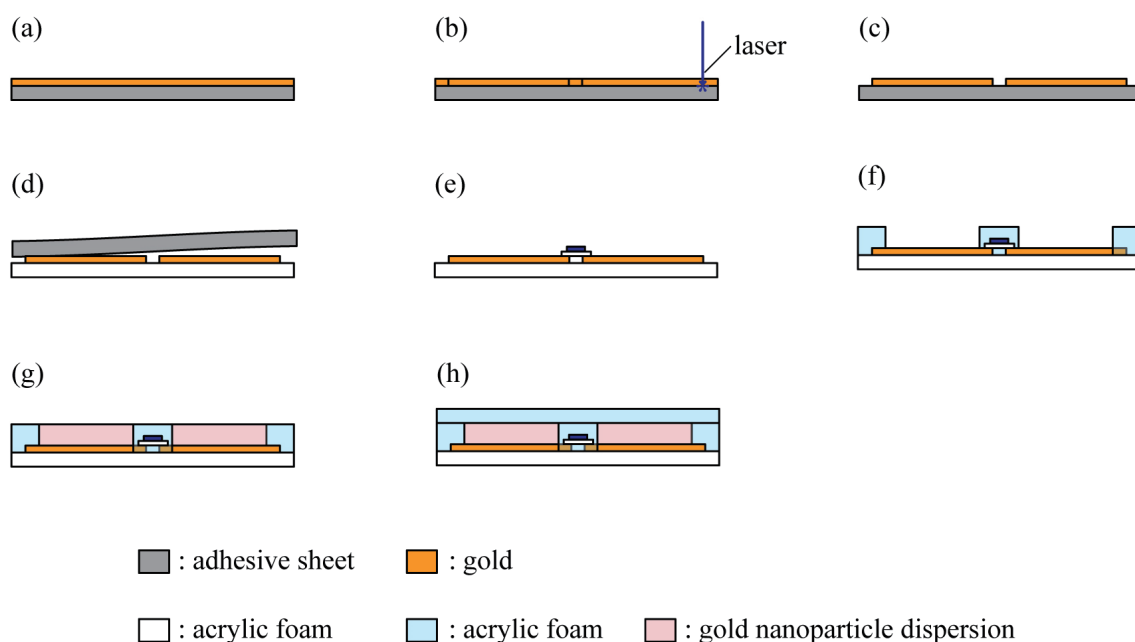 (a)
(b)
laser
(c)
(d)
(e)
(f)
(g)
(h)
: adhesive sheet
: gold
: acrylic foam
: acrylic foam
: gold nanoparticle dispersion